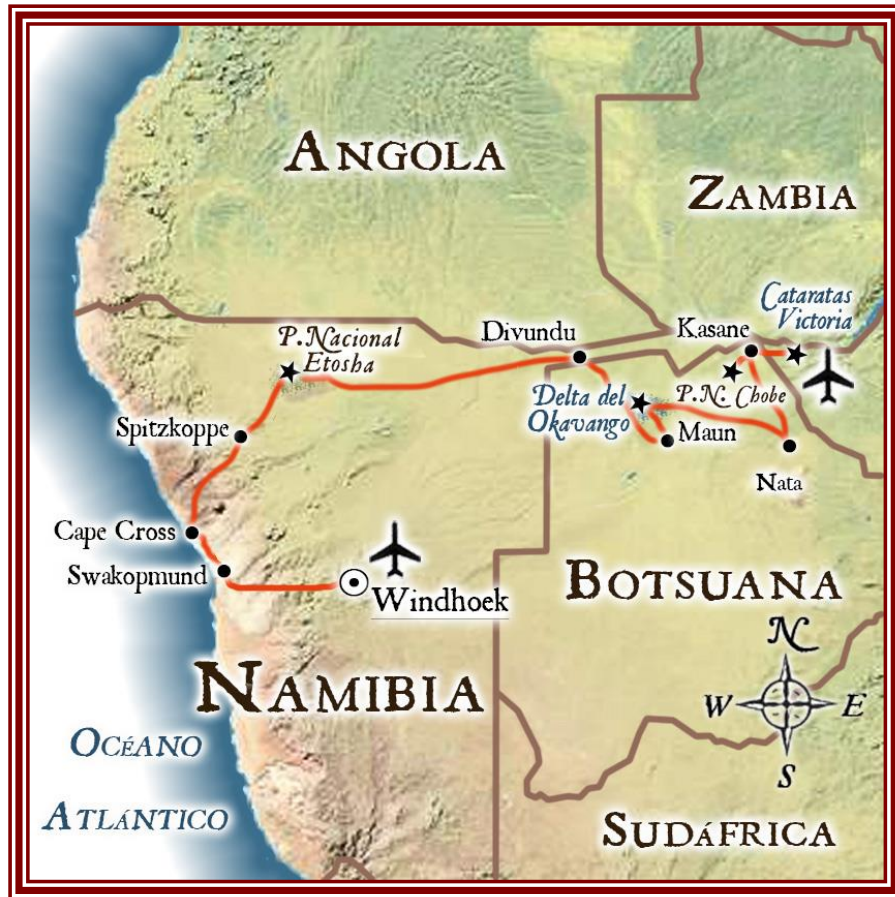 ANGOLA
ZAMBIA
Cataratas
Victoria
P. Nacional
Etosha
Divundu
Kasane
P.N. Chobe
Delta del
Okavango
Spitzkoppe
Maun
Nata
Cape Cross
Swakopmund
Windhoek
BOTSUANA
NAMIBIA
N
W
E
S
OCÉANO
ATLÁNTICO
SUDÁFRICA